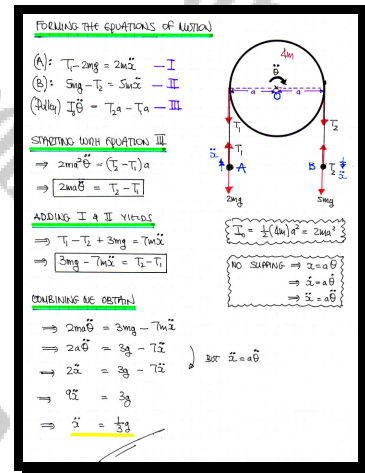 FORMING THE EQUATIONS OF MOTION
(A): T₁ - 2mg = 2mẍ — I
(B): 5mg - T₂ = 5mẍ — II
(Pulley) I₀θ̈ = T₂a - T₁a — III
STARTING WITH EQUATION III
⇒ 2ma²θ̈ = (T₂ - T₁)a
⇒ 2maθ̈ = T₂ - T₁
ADDING I & II YIELDS
⇒ T₁ - T₂ + 3mg = 7mẍ
⇒ 3mg - 7mẍ = T₂ - T₁
COMBINING WE OBTAIN
⇒ 2maθ̈ = 3mg - 7mẍ
⇒ 2aθ̈ = 3g - 7ẍ
⇒ 2ẍ = 3g - 7ẍ
BUT ẍ = aθ̈
⇒ 9ẍ = 3g
⇒ ẍ = ⅓g
4m
θ̈
a a
O
T₁ T₂
ẍ T₁ T₂ ẍ
A B
2mg 5mg
I₀ = ½(4m)a² = 2ma²
NO SLIPPING ⇒ x = aθ
⇒ ẋ = aθ̇
⇒ ẍ = aθ̈